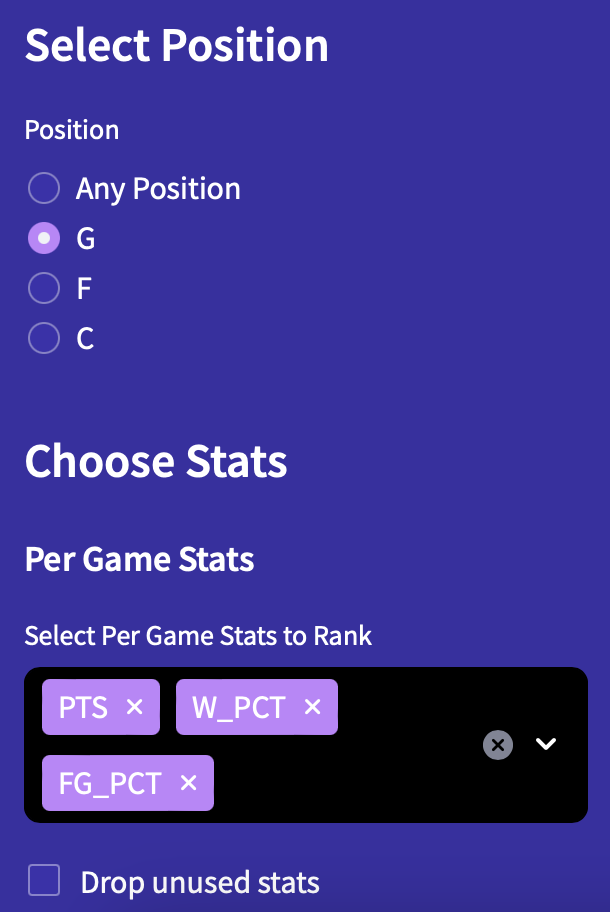 Select Position
Position
Any Position
G
F
C
Choose Stats
Per Game Stats
Select Per Game Stats to Rank
PTS × W_PCT ×
FG_PCT ×
Drop unused stats